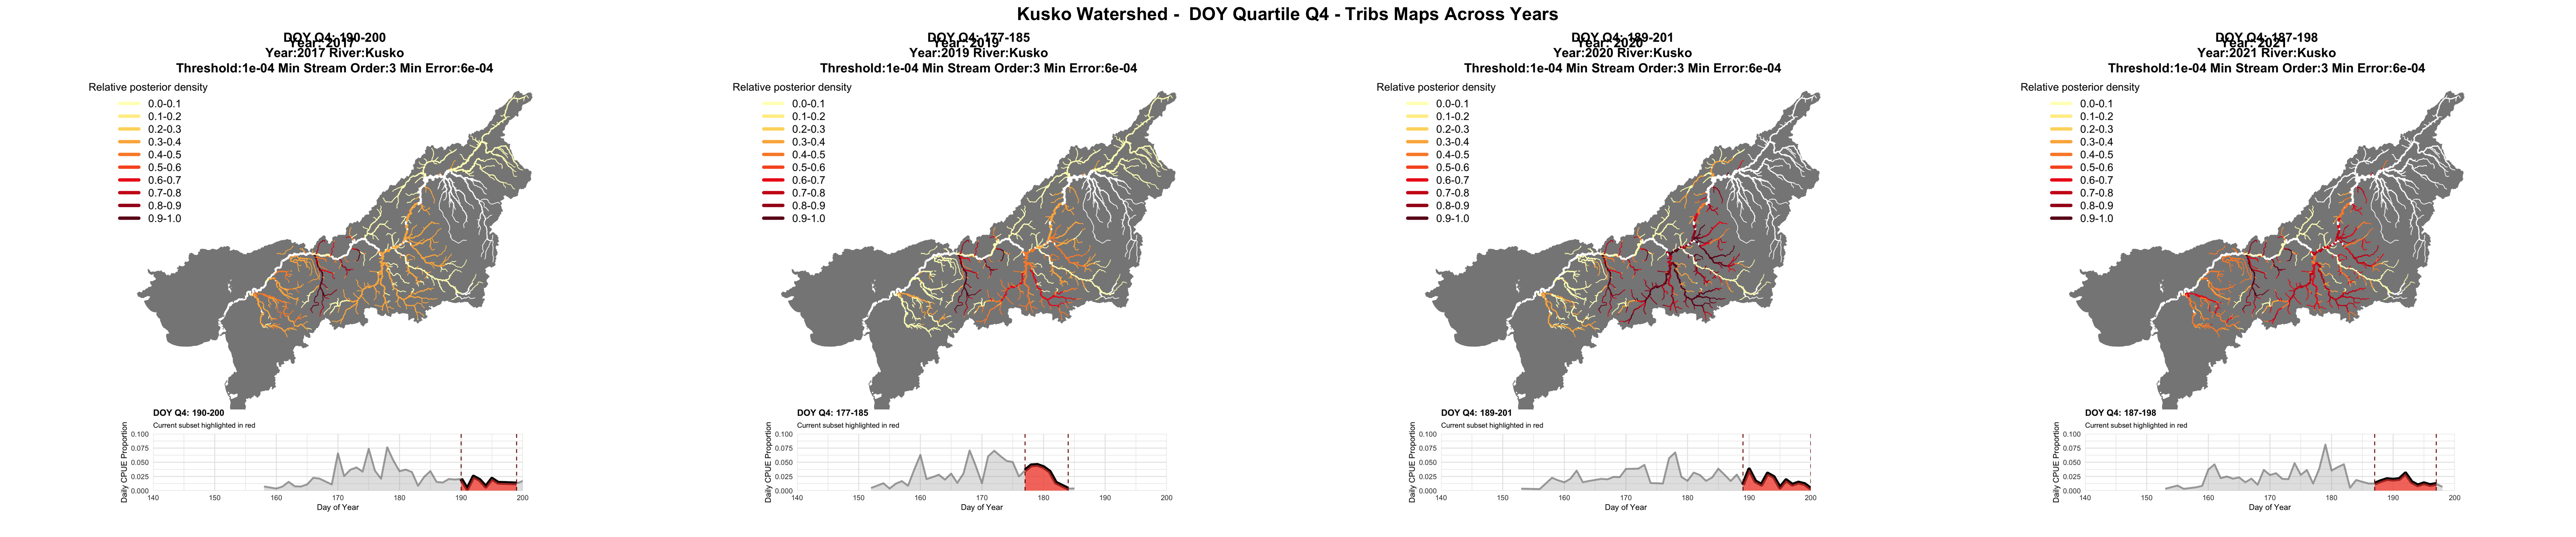 Kusko Watershed -  DOY Quartile Q4 - Tribs Maps Across Years
Year: 2017
DOY Q4: 190-200
Year:2017 River:Kusko
Threshold:1e-04 Min Stream Order:3 Min Error:6e-04
Relative posterior density
0.0-0.1
0.1-0.2
0.2-0.3
0.3-0.4
0.4-0.5
0.5-0.6
0.6-0.7
0.7-0.8
0.8-0.9
0.9-1.0
DOY Q4: 190-200
Current subset highlighted in red
Daily CPUE Proportion
0.100
0.075
0.050
0.025
0.000
140 150 160 170 180 190 200
Day of Year
Year: 2019
DOY Q4: 177-185
Year:2019 River:Kusko
Threshold:1e-04 Min Stream Order:3 Min Error:6e-04
Relative posterior density
0.0-0.1
0.1-0.2
0.2-0.3
0.3-0.4
0.4-0.5
0.5-0.6
0.6-0.7
0.7-0.8
0.8-0.9
0.9-1.0
DOY Q4: 177-185
Current subset highlighted in red
Daily CPUE Proportion
0.100
0.075
0.050
0.025
0.000
140 150 160 170 180 190 200
Day of Year
Year: 2020
DOY Q4: 189-201
Year:2020 River:Kusko
Threshold:1e-04 Min Stream Order:3 Min Error:6e-04
Relative posterior density
0.0-0.1
0.1-0.2
0.2-0.3
0.3-0.4
0.4-0.5
0.5-0.6
0.6-0.7
0.7-0.8
0.8-0.9
0.9-1.0
DOY Q4: 189-201
Current subset highlighted in red
Daily CPUE Proportion
0.100
0.075
0.050
0.025
0.000
140 150 160 170 180 190 200
Day of Year
Year: 2021
DOY Q4: 187-198
Year:2021 River:Kusko
Threshold:1e-04 Min Stream Order:3 Min Error:6e-04
Relative posterior density
0.0-0.1
0.1-0.2
0.2-0.3
0.3-0.4
0.4-0.5
0.5-0.6
0.6-0.7
0.7-0.8
0.8-0.9
0.9-1.0
DOY Q4: 187-198
Current subset highlighted in red
Daily CPUE Proportion
0.100
0.075
0.050
0.025
0.000
140 150 160 170 180 190 200
Day of Year